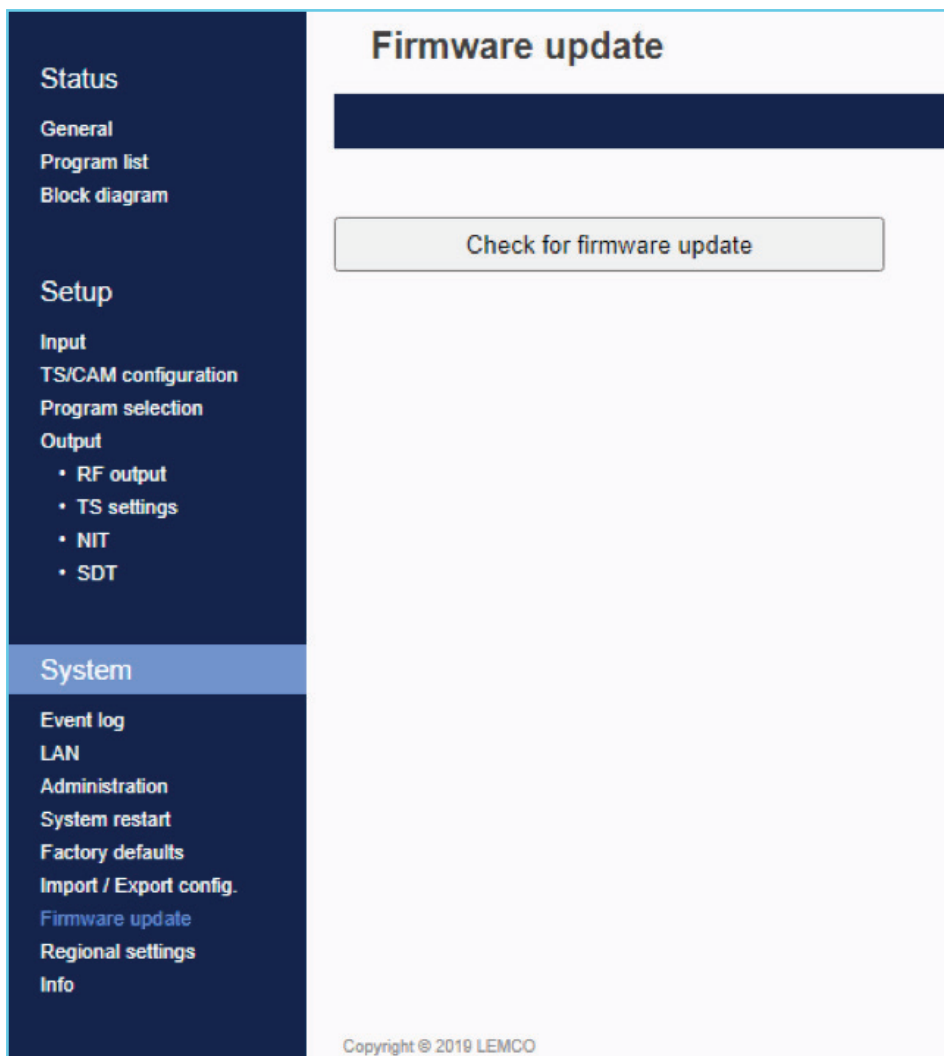 Status
General
Program list
Block diagram
Setup
Input
TS/CAM configuration
Program selection
Output
• RF output
• TS settings
• NIT
• SDT
System
Event log
LAN
Administration
System restart
Factory defaults
Import / Export config.
Firmware update
Regional settings
Info
Firmware update
Check for firmware update
Copyright © 2019 LEMCO